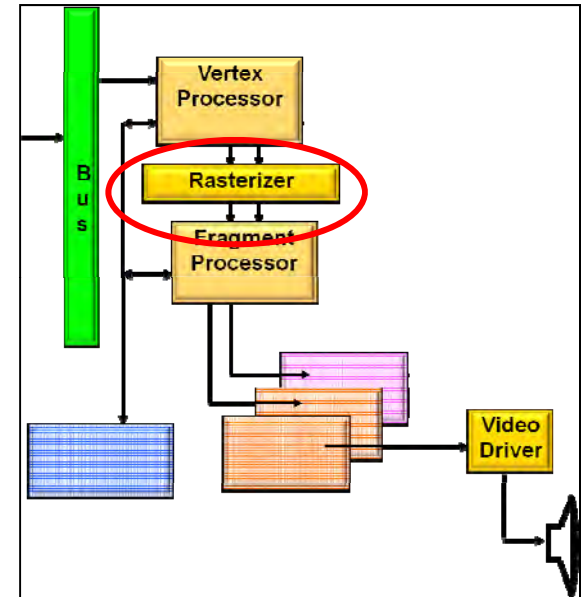 Vertex
Processor
B
u
s
Rasterizer
Fragment
Processor
Video
Driver